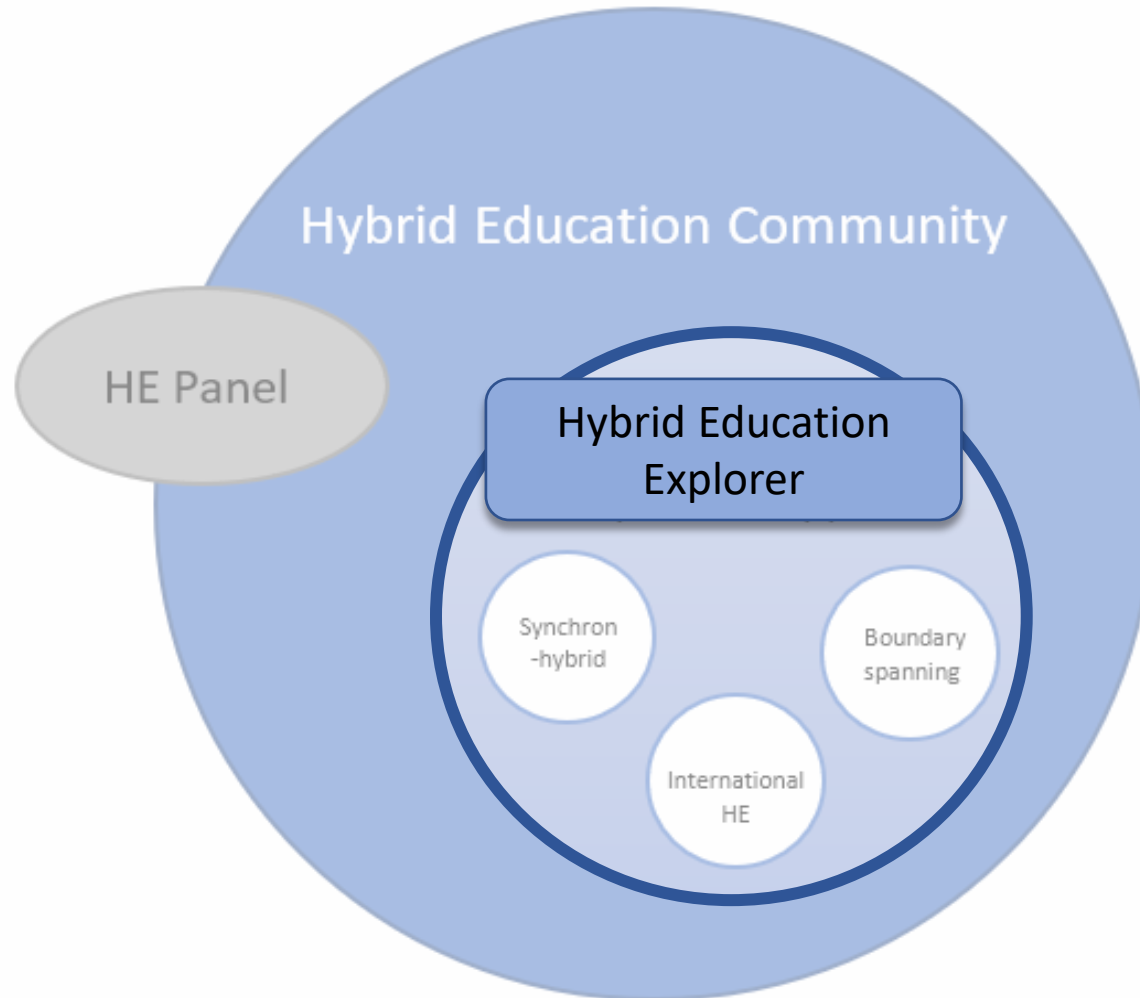 Hybrid Education Community
HE Panel
Hybrid Education
Explorer
Synchron
-hybrid
Boundary
spanning
International
HE